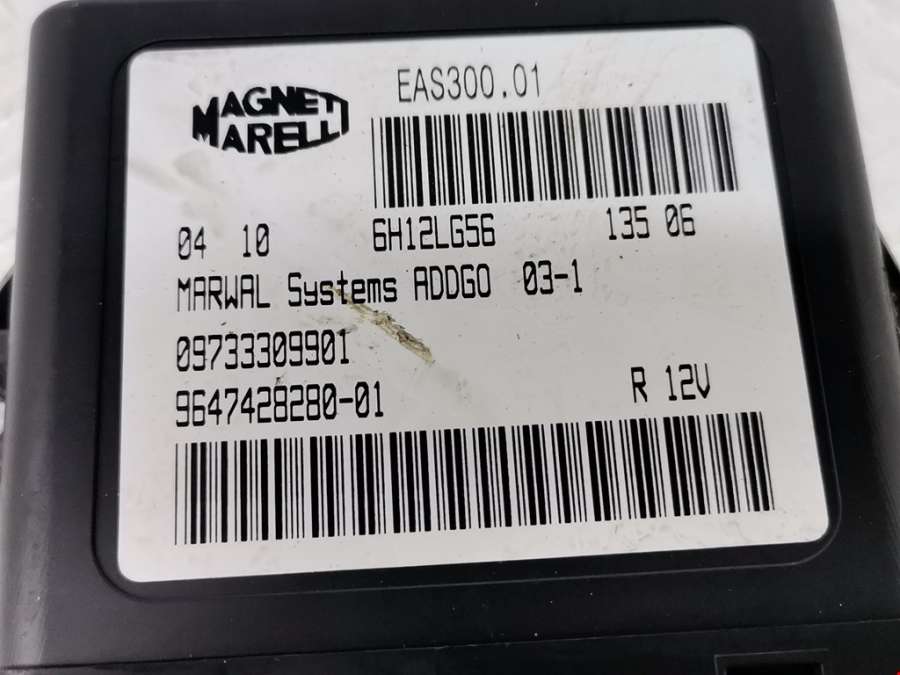 MAGNETI
MARELLI
EAS300.01
04 10 6H12LG56 135 06
MARWAL Systems ADDGO 03-1
09733309901
9647428280-01 R 12V